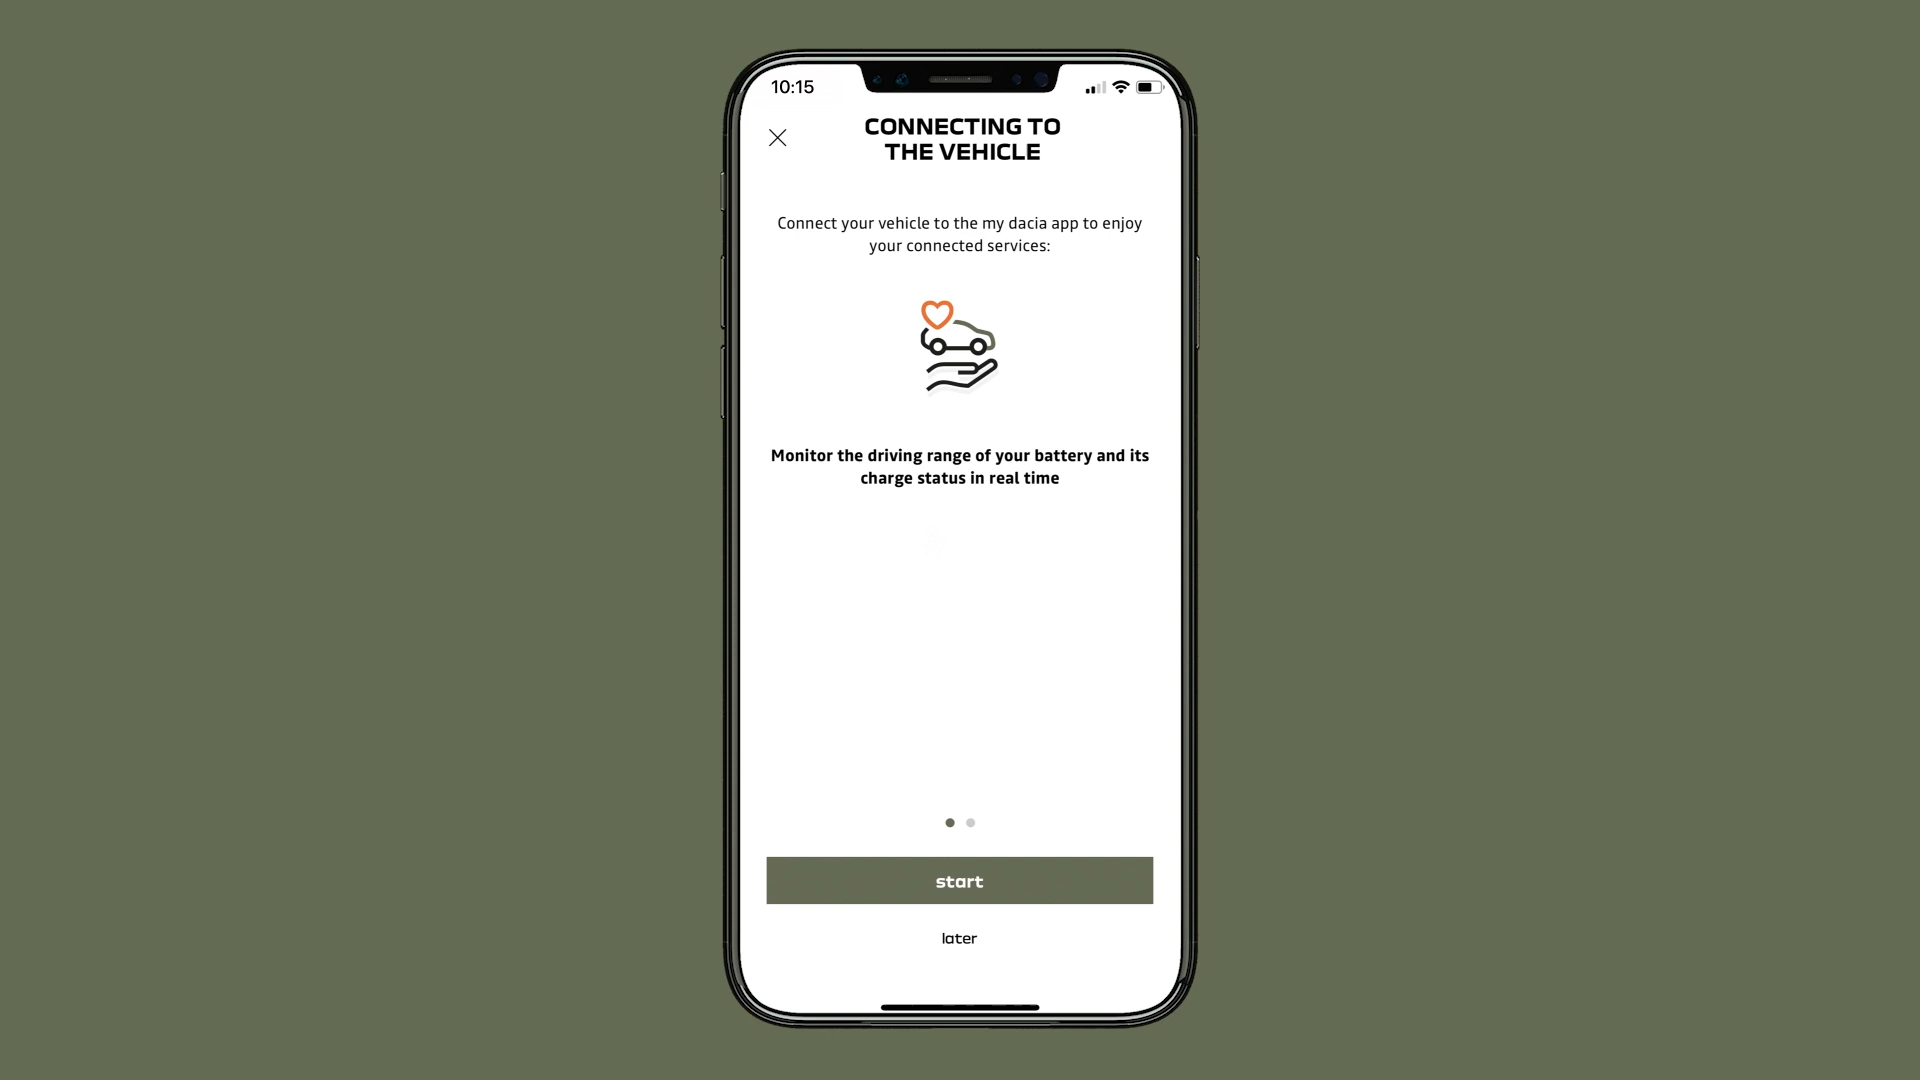 10:15
CONNECTING TO
THE VEHICLE
Connect your vehicle to the my dacia app to enjoy
your connected services:
Monitor the driving range of your battery and its
charge status in real time
start
later